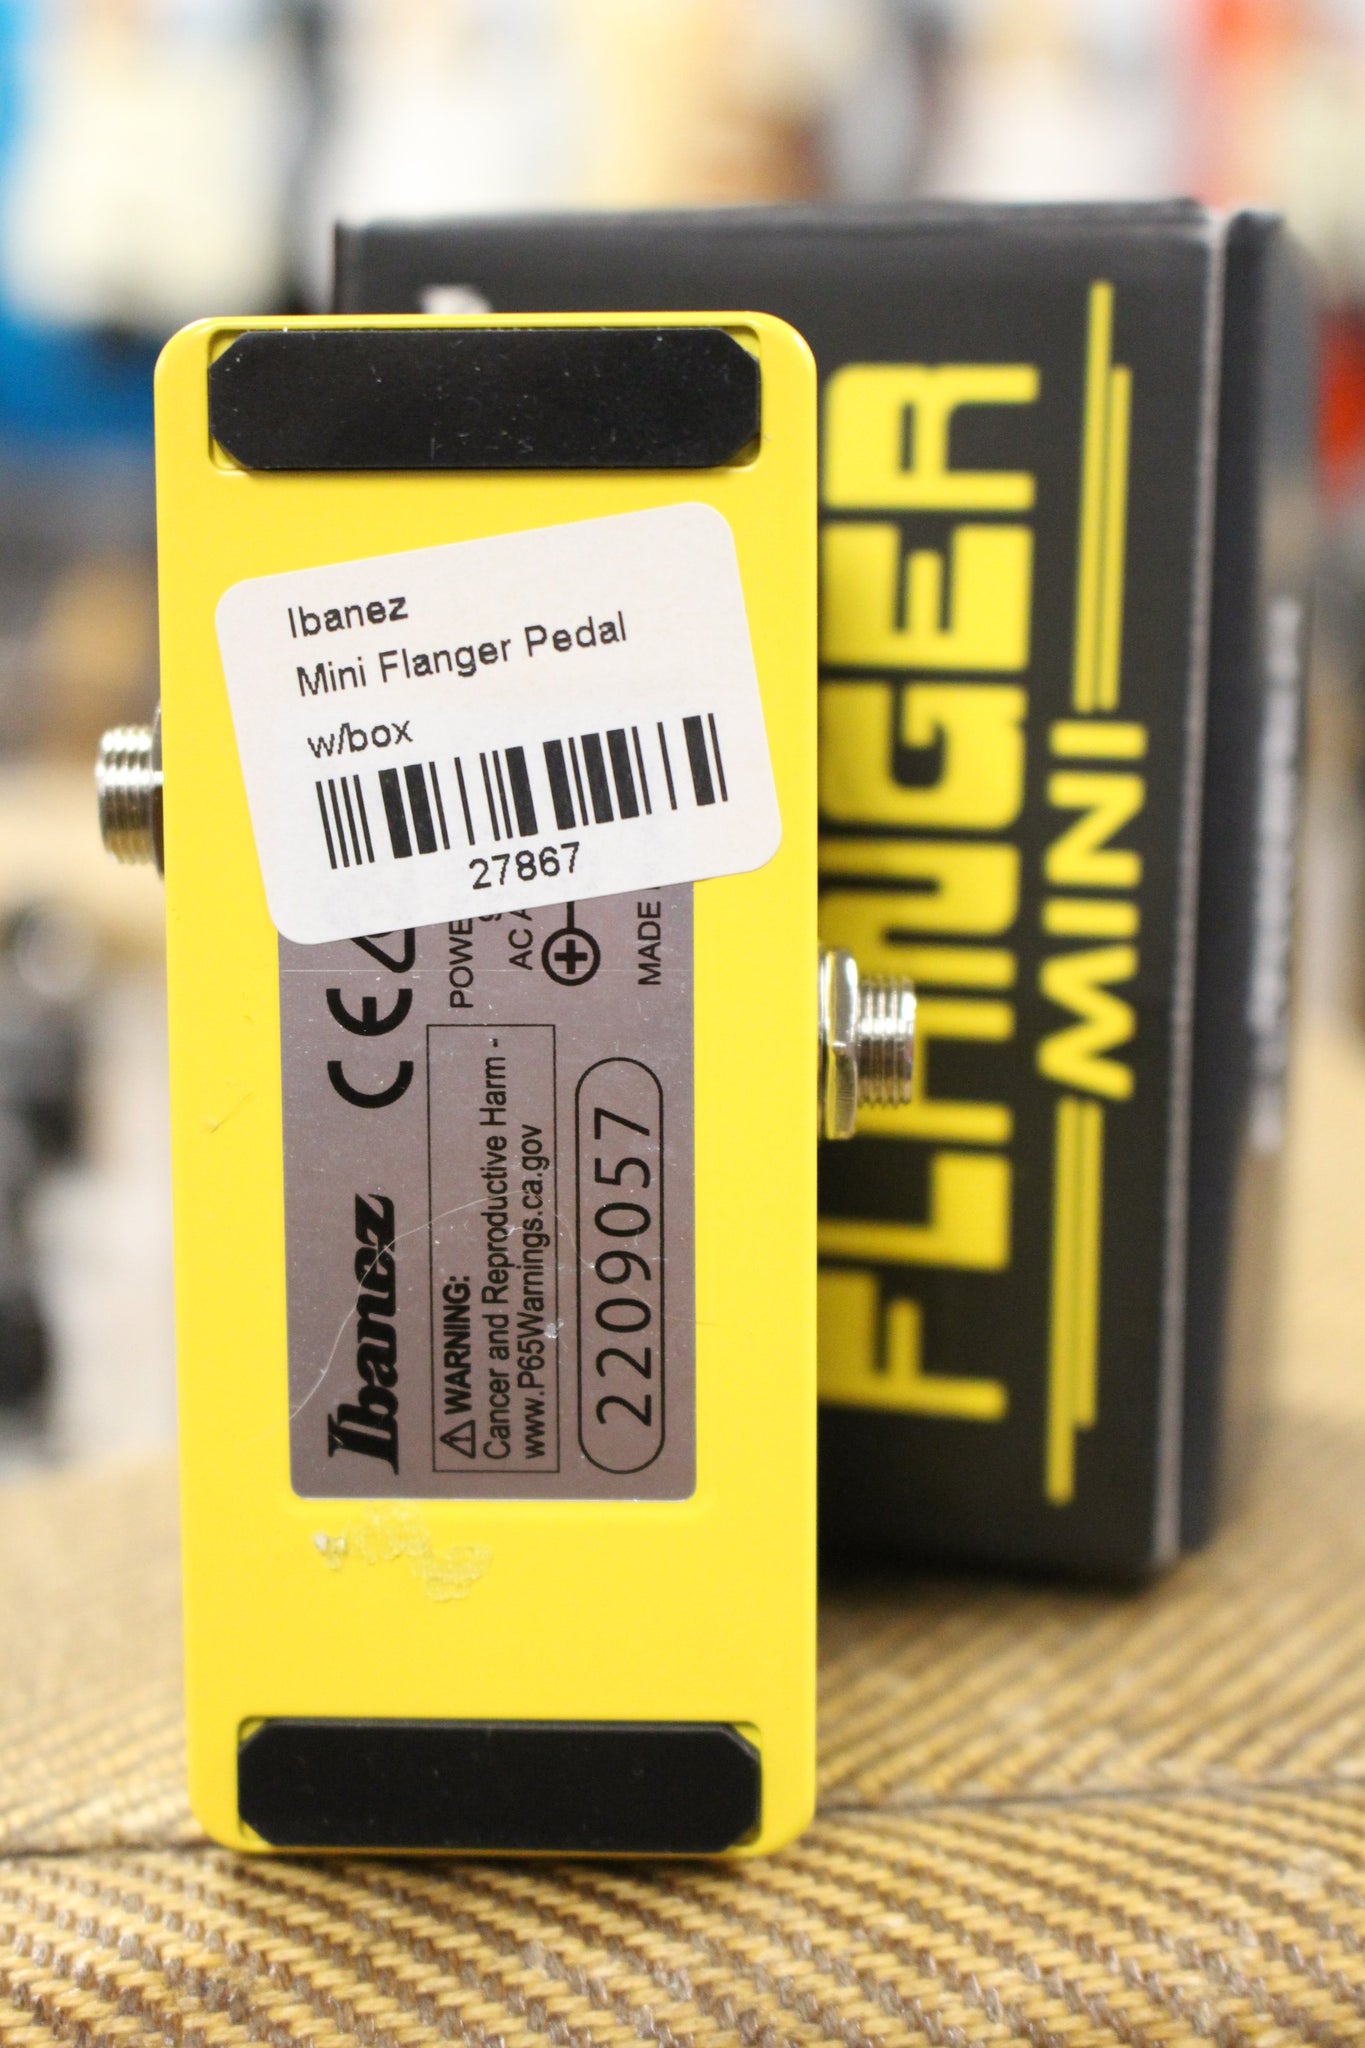 Ibanez
Mini Flanger Pedal
w/box
27867
Ibanez
CE
⚠ WARNING:
Cancer and Reproductive Harm -
www.P65Warnings.ca.gov
POWE
AC A
MADE
2209057
FLANGER
MINI